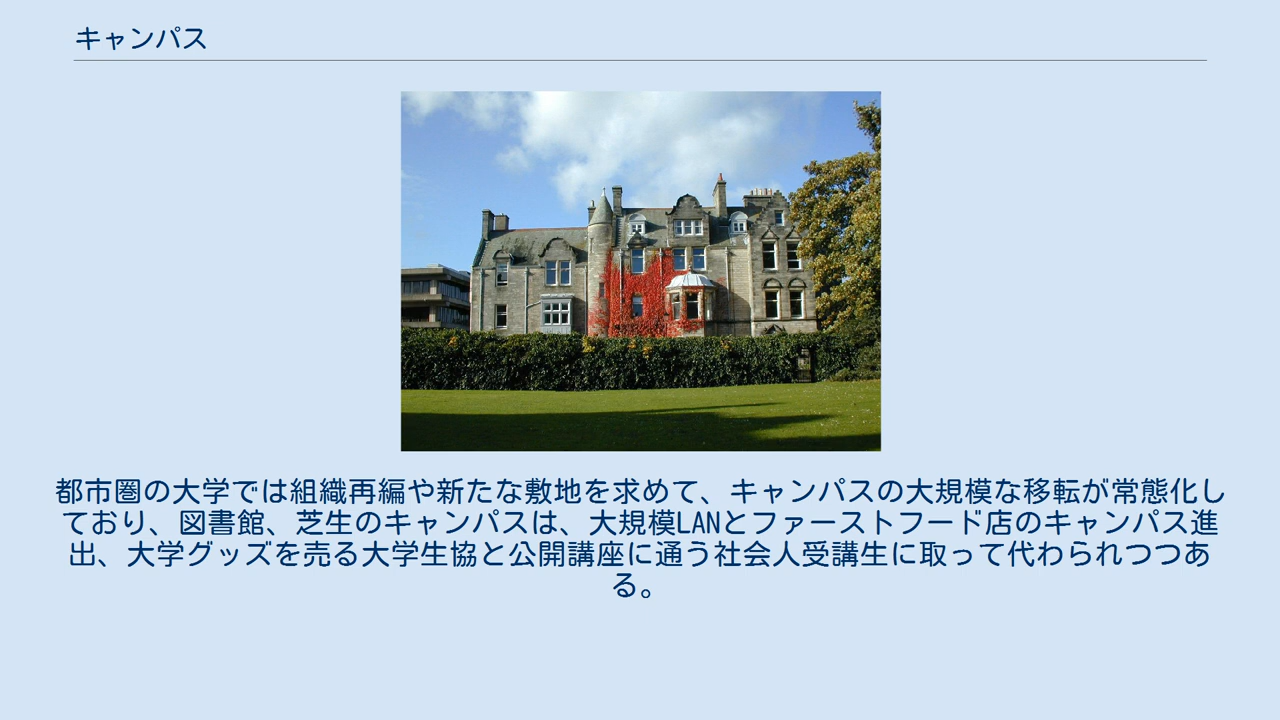 キャンパス
都市圏の大学では組織再編や新たな敷地を求めて、キャンパスの大規模な移転が常態化し
ており、図書館、芝生のキャンパスは、大規模LANとファーストフード店のキャンパス進
出、大学グッズを売る大学生協と公開講座に通う社会人受講生に取って代わられつつあ
る。